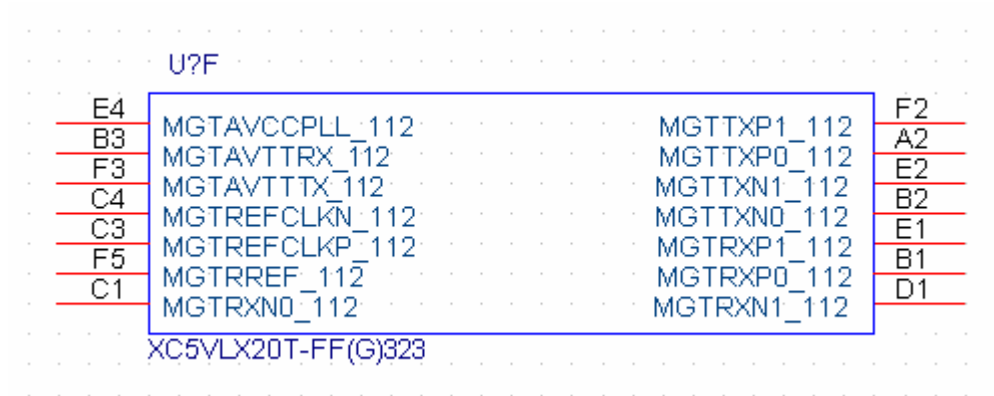 U?F
E4 MGTAVCCPLL_112 MGTTXP1_112 F2
B3 MGTAVTTRX_112 MGTTXP0_112 A2
F3 MGTAVTTTX_112 MGTTXN1_112 E2
C4 MGTREFCLKN_112 MGTTXN0_112 B2
C3 MGTREFCLKP_112 MGTRXP1_112 E1
F5 MGTRREF_112 MGTRXP0_112 B1
C1 MGTRXN0_112 MGTRXN1_112 D1
XC5VLX20T-FF(G)323